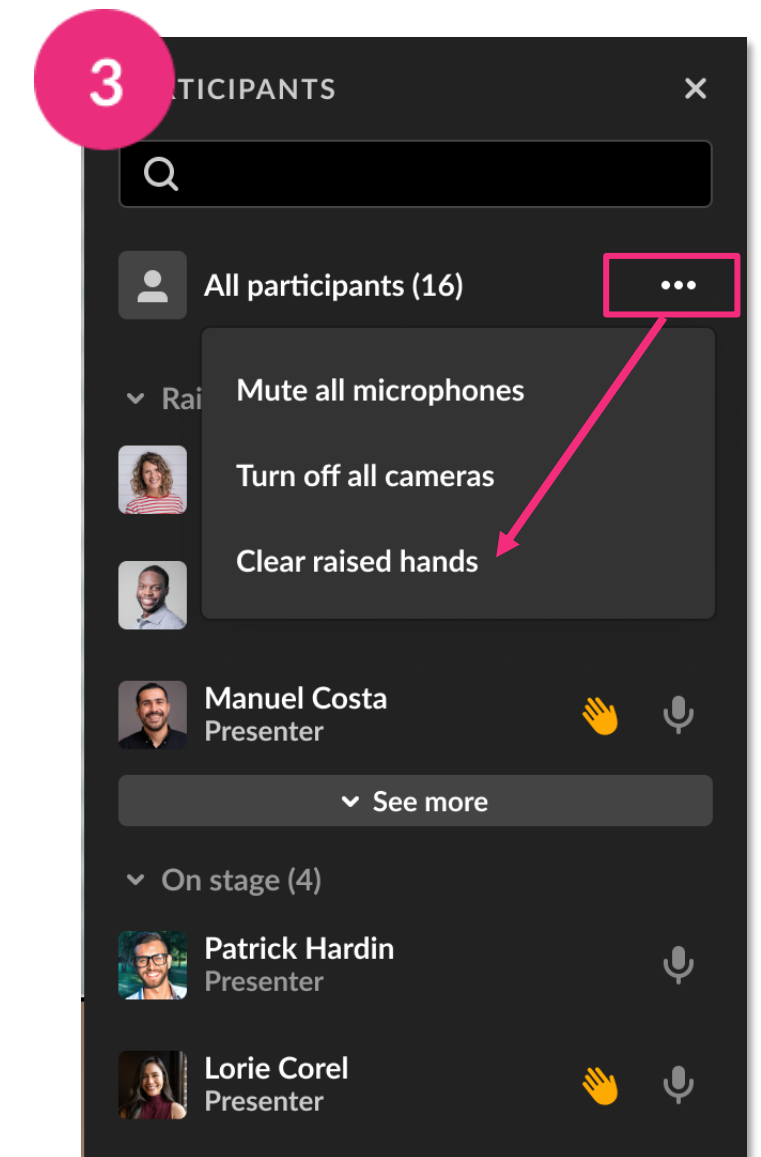 3
TICIPANTS
All participants (16)
Mute all microphones
Rai
Turn off all cameras
Clear raised hands
Manuel Costa
Presenter
See more
On stage (4)
Patrick Hardin
Presenter
Lorie Corel
Presenter